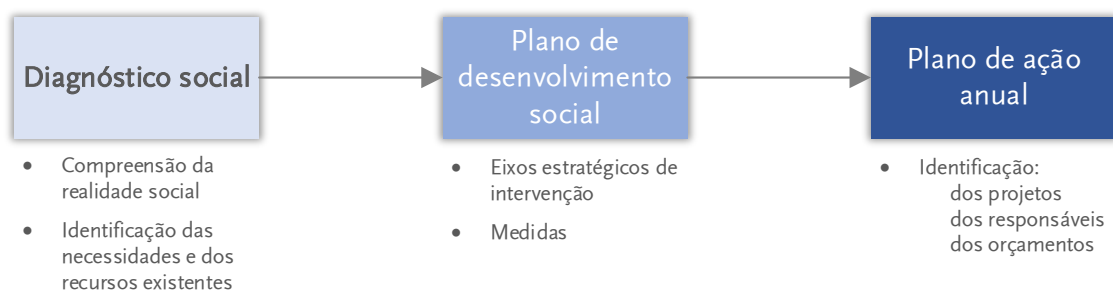 Diagnóstico social
• Compreensão da
realidade social
• Identificação das
necessidades e dos
recursos existentes
Plano de
desenvolvimento
social
• Eixos estratégicos de
intervenção
• Medidas
Plano de ação
anual
• Identificação:
dos projetos
dos responsáveis
dos orçamentos